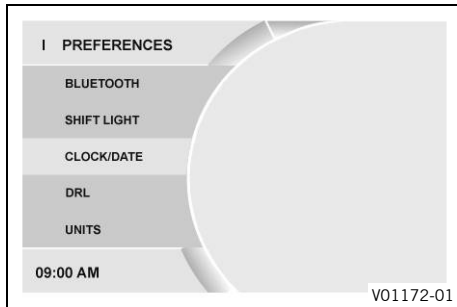 I PREFERENCES
BLUETOOTH
SHIFT LIGHT
CLOCK/DATE
DRL
UNITS
09:00 AM
V01172-01